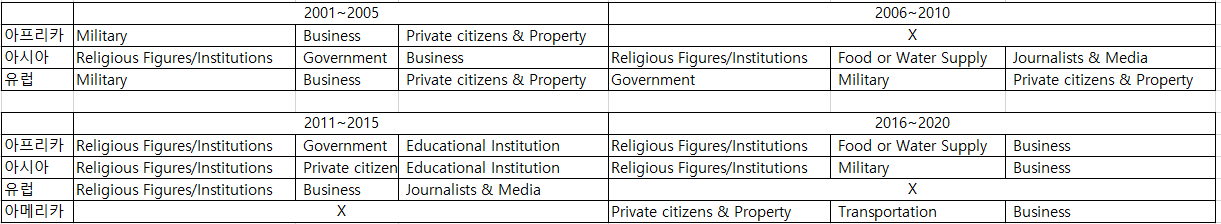 2001~2005 2006~2010
아프리카 Military Business Private citizens & Property X
아시아 Religious Figures/Institutions Government Business Religious Figures/Institutions Food or Water Supply Journalists & Media
유럽 Military Business Private citizens & Property Government Military Private citizens & Property
2011~2015 2016~2020
아프리카 Religious Figures/Institutions Government Educational Institution Religious Figures/Institutions Food or Water Supply Business
아시아 Religious Figures/Institutions Private citizen Educational Institution Religious Figures/Institutions Military Business
유럽 Religious Figures/Institutions Business Journalists & Media X
아메리카 X Private citizens & Property Transportation Business